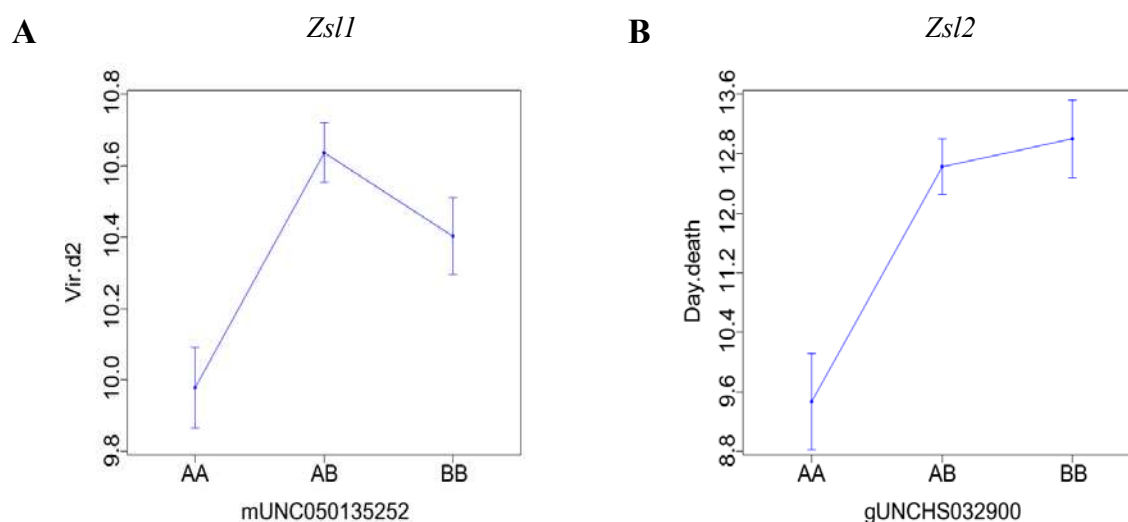 A
Zsl1
Vir.d2
10.8
10.6
10.4
10.2
10.0
9.8
AA AB BB
mUNC050135252
B
Zsl2
Day.death
13.6
12.8
12.0
11.2
10.4
9.6
8.8
AA AB BB
gUNCHS032900